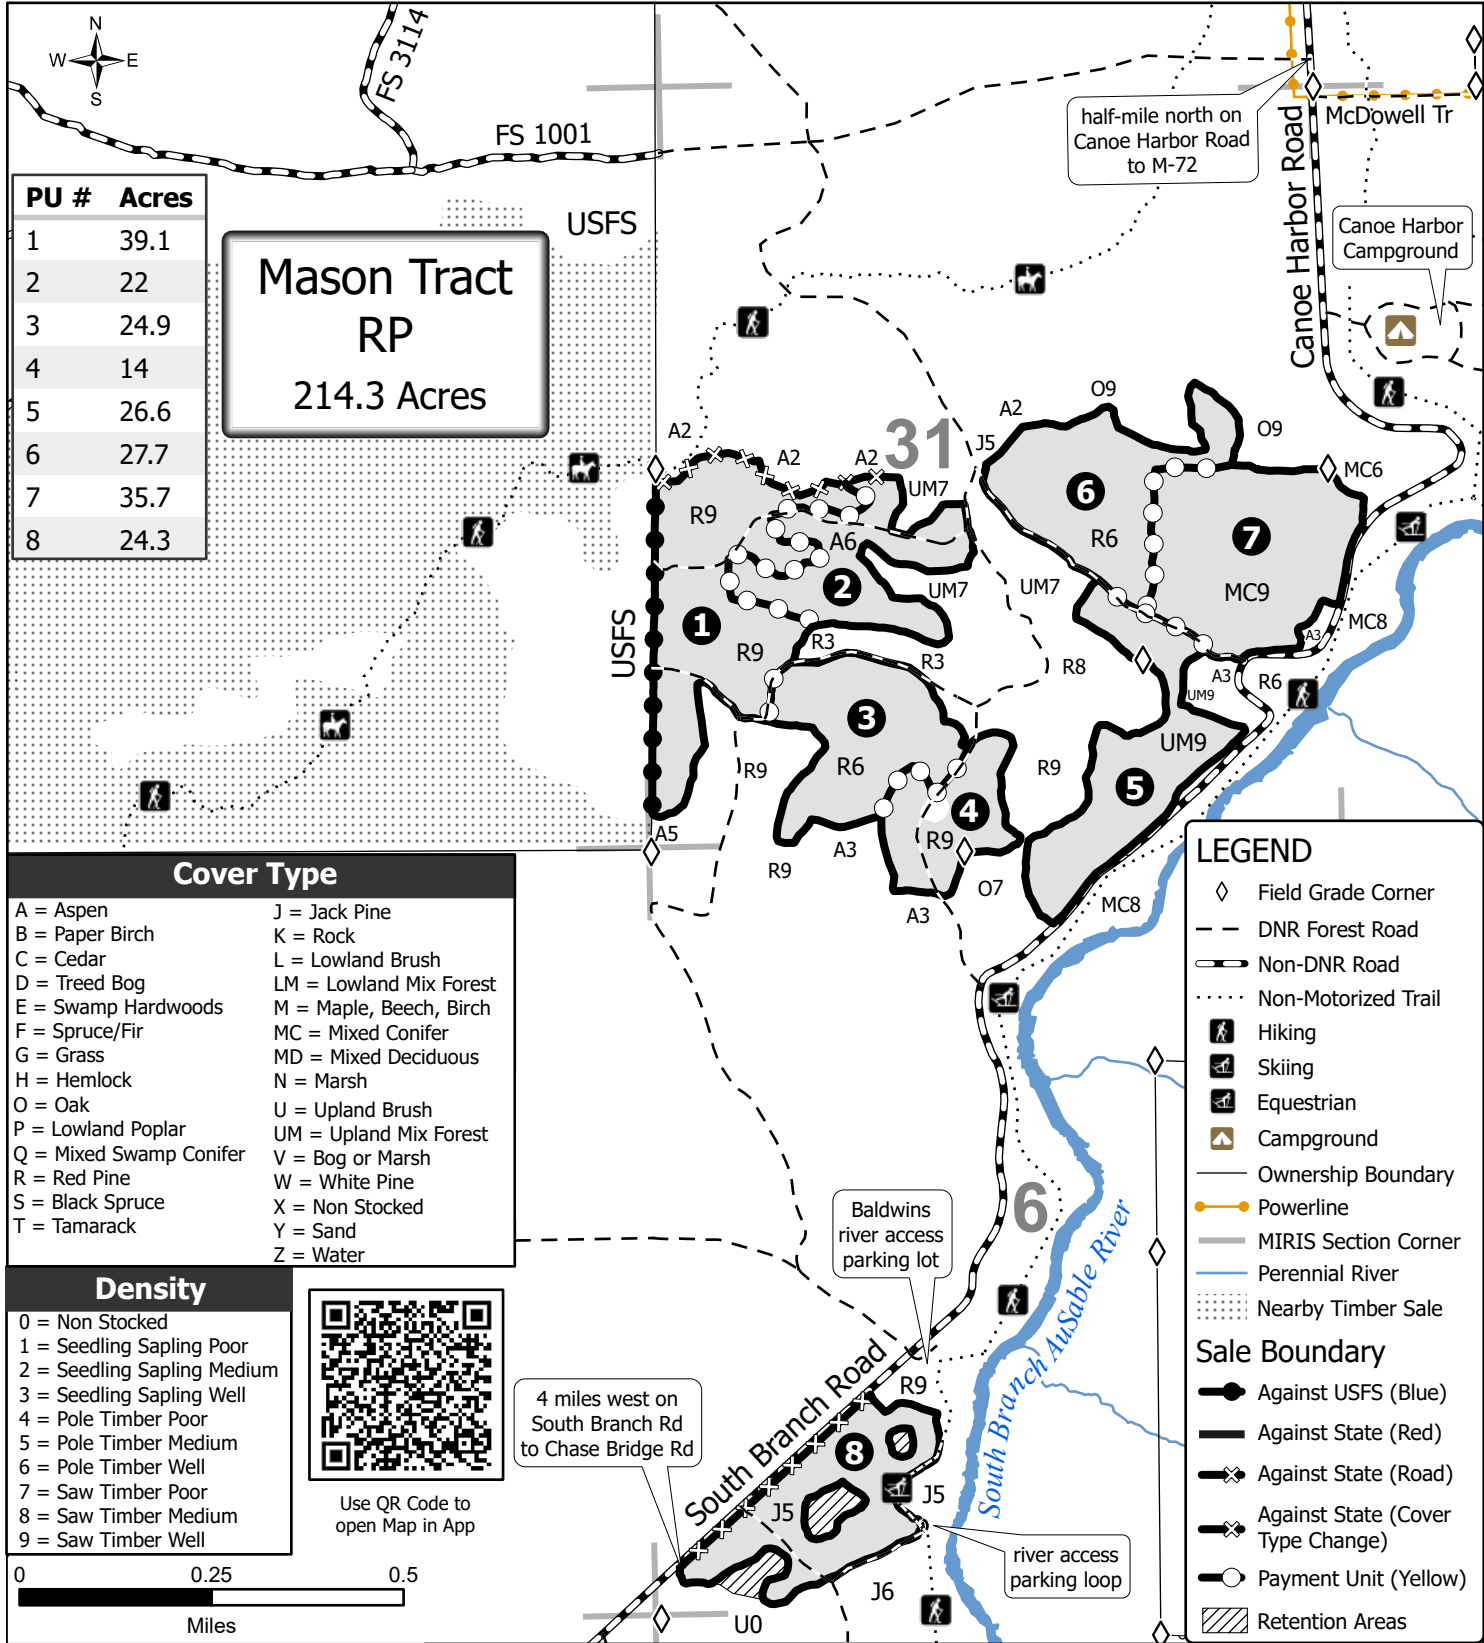 N
W E
S
FS 3114
FS 1001
USFS
half-mile north on
Canoe Harbor Road
to M-72
McDowell Tr
Canoe Harbor Road
Canoe Harbor
Campground
PU # Acres
1 39.1
2 22
3 24.9
4 14
5 26.6
6 27.7
7 35.7
8 24.3
Mason Tract
RP
214.3 Acres
31
A2
A2
A2
J5
A2
O9
O9
MC6
UM7
R9
A6
UM7
UM7
R6
MC9
6
7
2
1
USFS
R9
R3
R3
R8
A3
MC8
A3
R6
UM9
3
R6
R9
UM9
R9
5
4
R9
A5
R9
A3
A3
O7
MC8
Cover Type
A = Aspen
B = Paper Birch
C = Cedar
D = Treed Bog
E = Swamp Hardwoods
F = Spruce/Fir
G = Grass
H = Hemlock
O = Oak
P = Lowland Poplar
Q = Mixed Swamp Conifer
R = Red Pine
S = Black Spruce
T = Tamarack
J = Jack Pine
K = Rock
L = Lowland Brush
LM = Lowland Mix Forest
M = Maple, Beech, Birch
MC = Mixed Conifer
MD = Mixed Deciduous
N = Marsh
U = Upland Brush
UM = Upland Mix Forest
V = Bog or Marsh
W = White Pine
X = Non Stocked
Y = Sand
Z = Water
Density
0 = Non Stocked
1 = Seedling Sapling Poor
2 = Seedling Sapling Medium
3 = Seedling Sapling Well
4 = Pole Timber Poor
5 = Pole Timber Medium
6 = Pole Timber Well
7 = Saw Timber Poor
8 = Saw Timber Medium
9 = Saw Timber Well
Use QR Code to
open Map in App
0 0.25 0.5
Miles
6
Baldwins
river access
parking lot
4 miles west on
South Branch Rd
to Chase Bridge Rd
South Branch Road
South Branch AuSable River
R9
8
J5
J5
J6
U0
river access
parking loop
LEGEND
Field Grade Corner
DNR Forest Road
Non-DNR Road
Non-Motorized Trail
Hiking
Skiing
Equestrian
Campground
Ownership Boundary
Powerline
MIRIS Section Corner
Perennial River
Nearby Timber Sale
Sale Boundary
Against USFS (Blue)
Against State (Red)
Against State (Road)
Against State (Cover
Type Change)
Payment Unit (Yellow)
Retention Areas